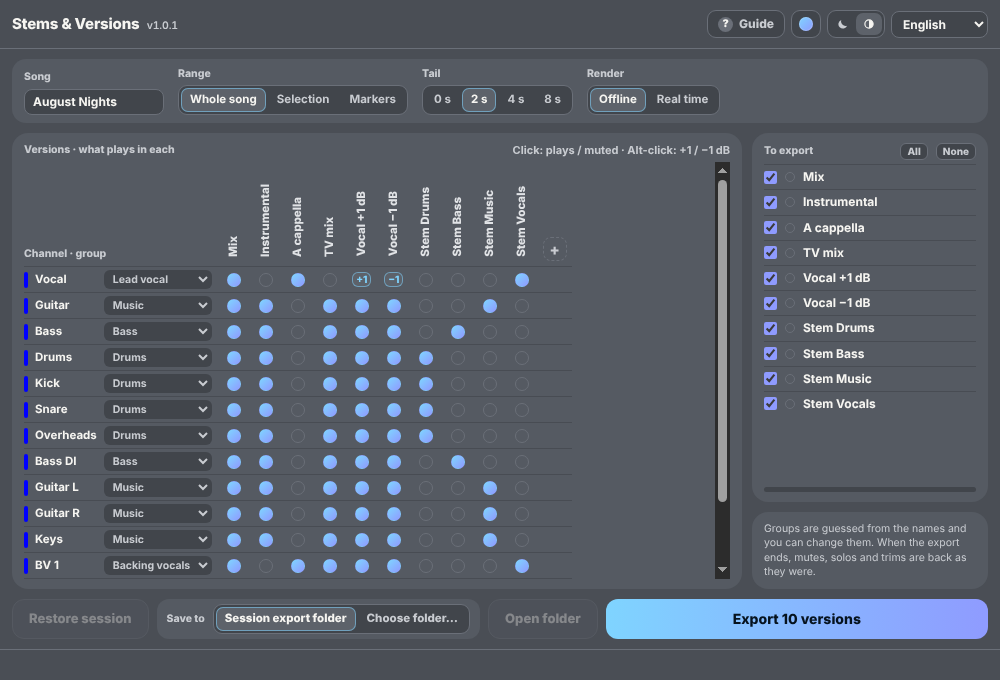 Stems & Versions v1.0.1
? Guide
English
Song
August Nights
Range
Whole song Selection Markers
Tail
0 s 2 s 4 s 8 s
Render
Offline Real time
Versions · what plays in each
Click: plays / muted · Alt-click: +1 / −1 dB
Channel · group
Mix
Instrumental
A cappella
TV mix
Vocal +1 dB
Vocal −1 dB
Stem Drums
Stem Bass
Stem Music
Stem Vocals
+
Vocal Lead vocal +1 −1
Guitar Music
Bass Bass
Drums Drums
Kick Drums
Snare Drums
Overheads Drums
Bass DI Bass
Guitar L Music
Guitar R Music
Keys Music
BV 1 Backing vocals
To export All None
Mix
Instrumental
A cappella
TV mix
Vocal +1 dB
Vocal −1 dB
Stem Drums
Stem Bass
Stem Music
Stem Vocals
Groups are guessed from the names and
you can change them. When the export
ends, mutes, solos and trims are back as
they were.
Restore session
Save to Session export folder Choose folder...
Open folder
Export 10 versions